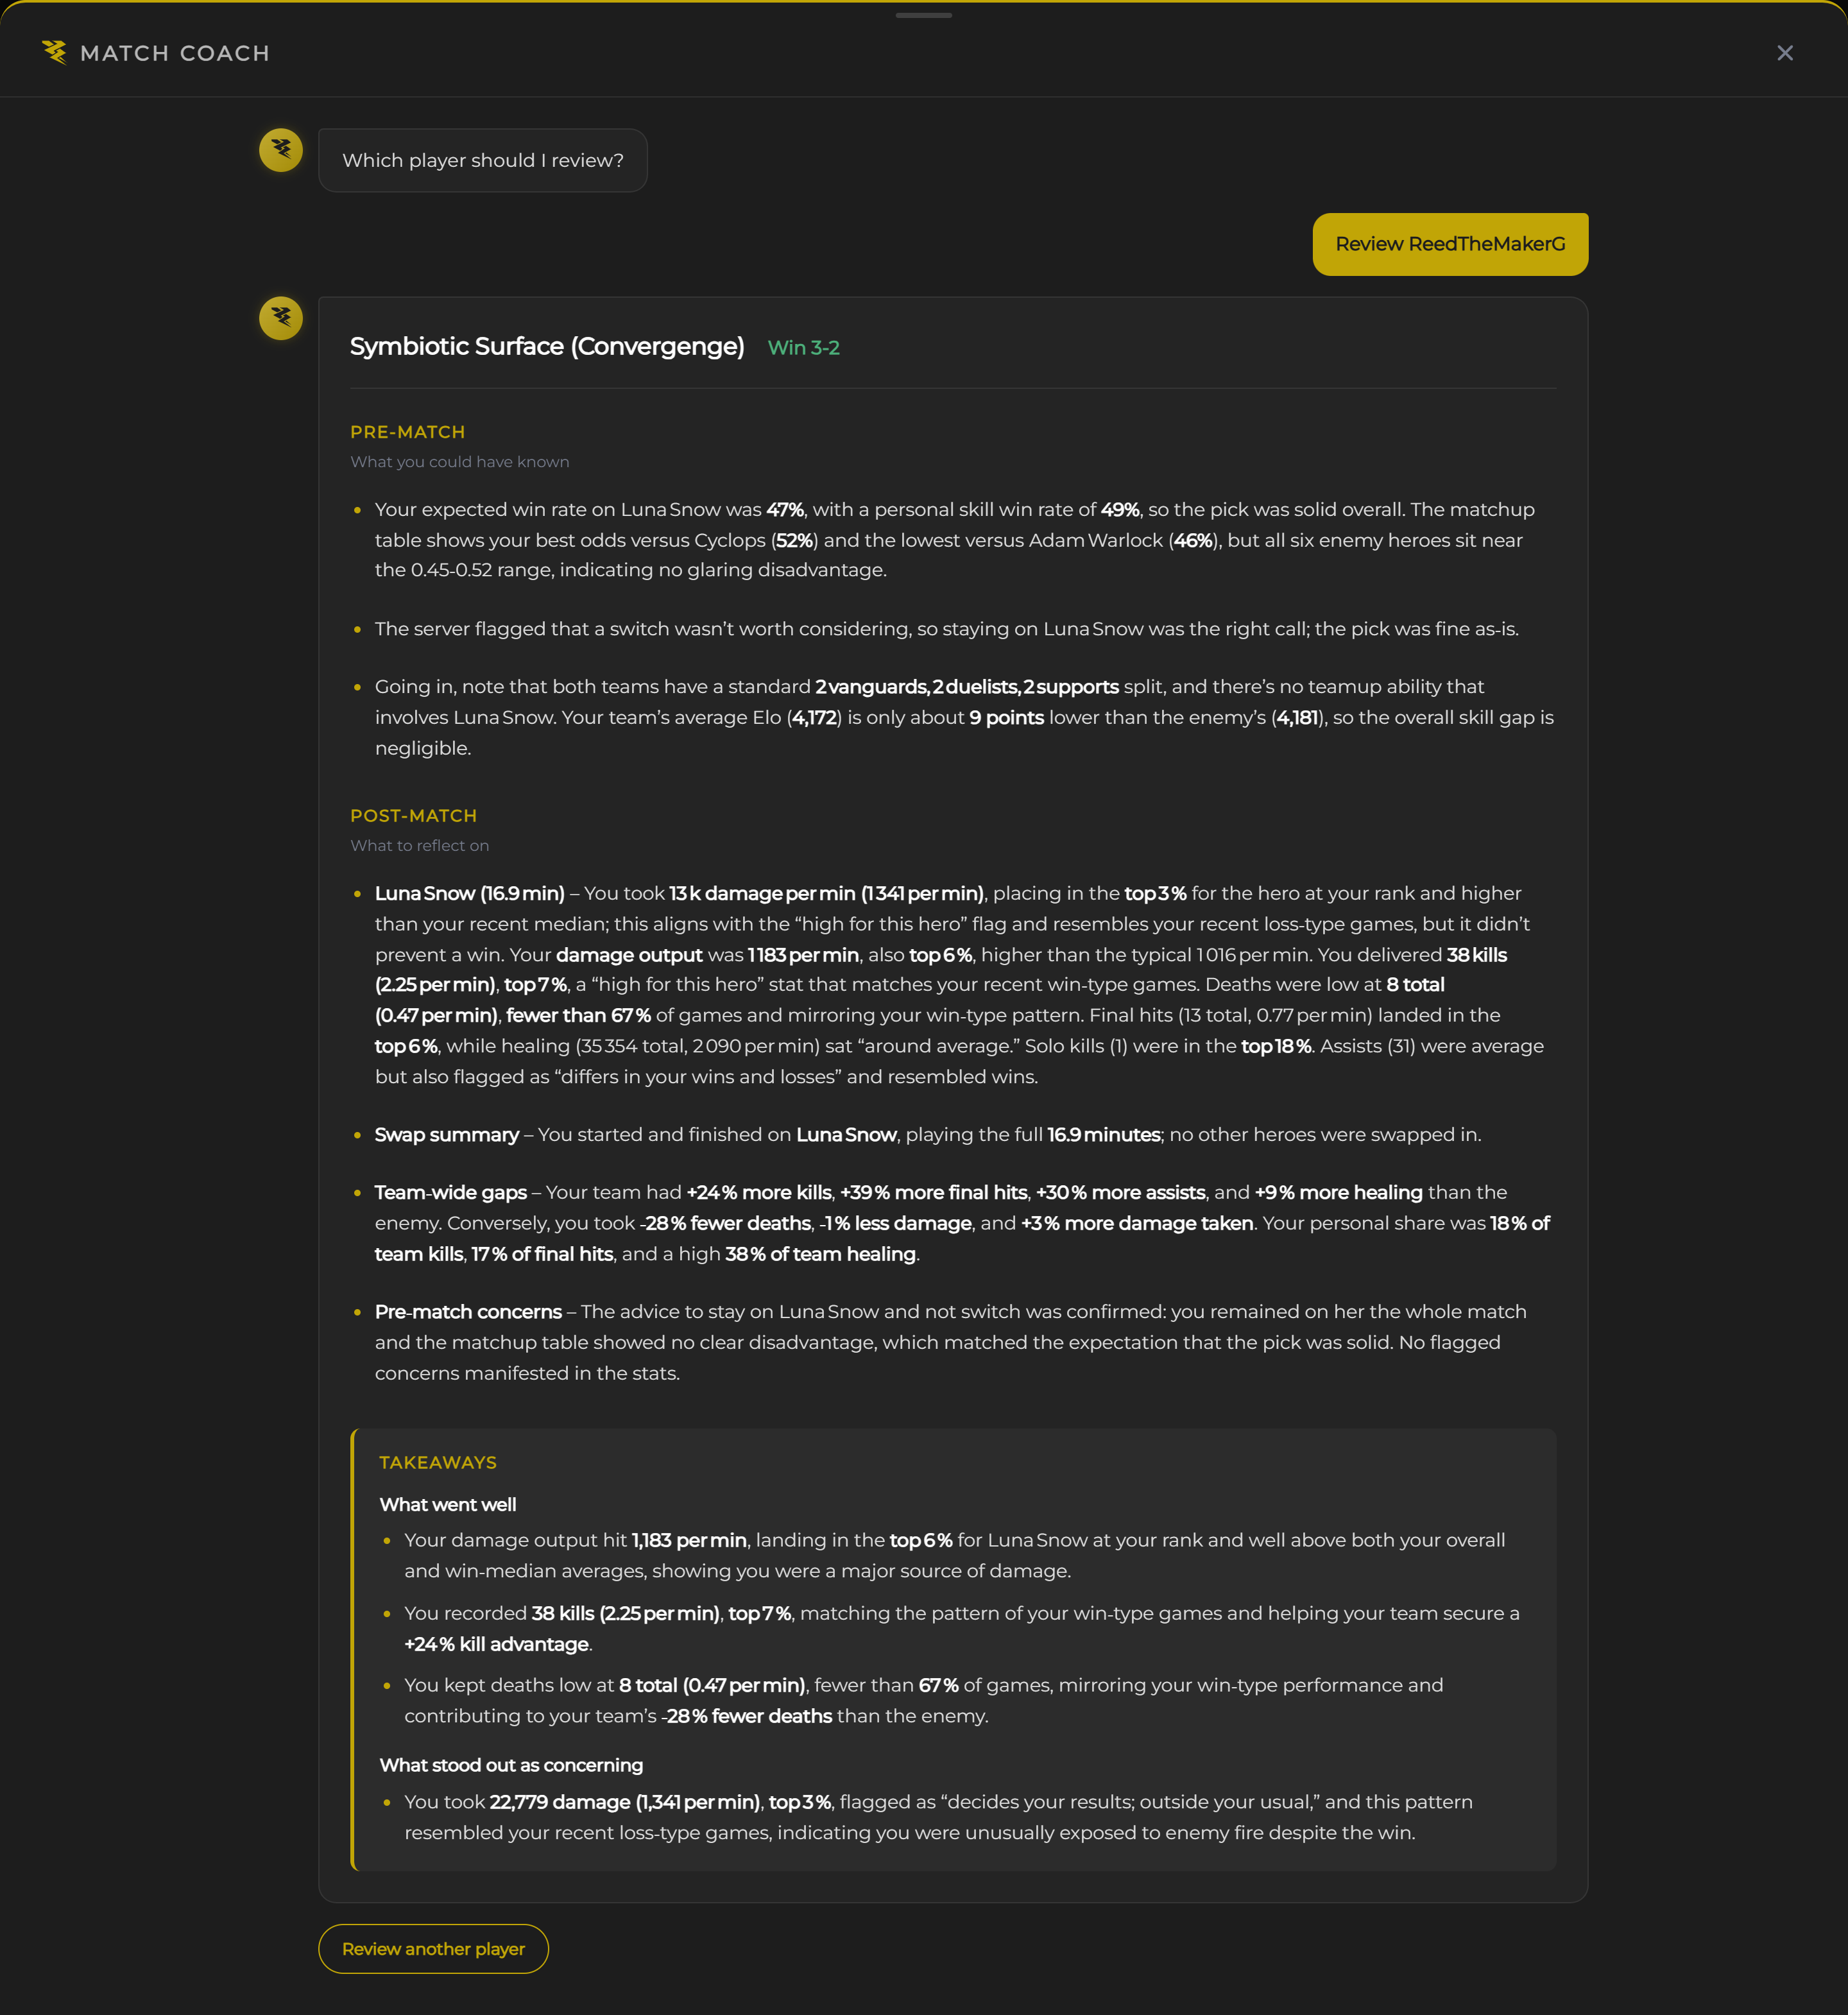 MATCH COACH
Which player should I review?
Review ReedTheMakerG
Symbiotic Surface (Convergenge) Win 3-2
PRE-MATCH
What you could have known
• Your expected win rate on Luna Snow was 47%, with a personal skill win rate of 49%, so the pick was solid overall. The matchup
table shows your best odds versus Cyclops (52%) and the lowest versus Adam Warlock (46%), but all six enemy heroes sit near
the 0.45-0.52 range, indicating no glaring disadvantage.
• The server flagged that a switch wasn’t worth considering, so staying on Luna Snow was the right call; the pick was fine as-is.
• Going in, note that both teams have a standard 2 vanguards, 2 duelists, 2 supports split, and there’s no teamup ability that
involves Luna Snow. Your team’s average Elo (4,172) is only about 9 points lower than the enemy’s (4,181), so the overall skill gap is
negligible.
POST-MATCH
What to reflect on
• Luna Snow (16.9 min) – You took 13 k damage per min (1 341 per min), placing in the top 3 % for the hero at your rank and higher
than your recent median; this aligns with the “high for this hero” flag and resembles your recent loss-type games, but it didn’t
prevent a win. Your damage output was 1 183 per min, also top 6 %, higher than the typical 1 016 per min. You delivered 38 kills
(2.25 per min), top 7 %, a “high for this hero” stat that matches your recent win-type games. Deaths were low at 8 total
(0.47 per min), fewer than 67 % of games and mirroring your win-type pattern. Final hits (13 total, 0.77 per min) landed in the
top 6 %, while healing (35 354 total, 2 090 per min) sat “around average.” Solo kills (1) were in the top 18 %. Assists (31) were average
but also flagged as “differs in your wins and losses” and resembled wins.
• Swap summary – You started and finished on Luna Snow, playing the full 16.9 minutes; no other heroes were swapped in.
• Team-wide gaps – Your team had +24 % more kills, +39 % more final hits, +30 % more assists, and +9 % more healing than the
enemy. Conversely, you took -28 % fewer deaths, -1 % less damage, and +3 % more damage taken. Your personal share was 18 % of
team kills, 17 % of final hits, and a high 38 % of team healing.
• Pre-match concerns – The advice to stay on Luna Snow and not switch was confirmed: you remained on her the whole match
and the matchup table showed no clear disadvantage, which matched the expectation that the pick was solid. No flagged
concerns manifested in the stats.
TAKEAWAYS
What went well
• Your damage output hit 1,183 per min, landing in the top 6 % for Luna Snow at your rank and well above both your overall
and win-median averages, showing you were a major source of damage.
• You recorded 38 kills (2.25 per min), top 7 %, matching the pattern of your win-type games and helping your team secure a
+24 % kill advantage.
• You kept deaths low at 8 total (0.47 per min), fewer than 67 % of games, mirroring your win-type performance and
contributing to your team’s -28 % fewer deaths than the enemy.
What stood out as concerning
• You took 22,779 damage (1,341 per min), top 3 %, flagged as “decides your results; outside your usual,” and this pattern
resembled your recent loss-type games, indicating you were unusually exposed to enemy fire despite the win.
Review another player